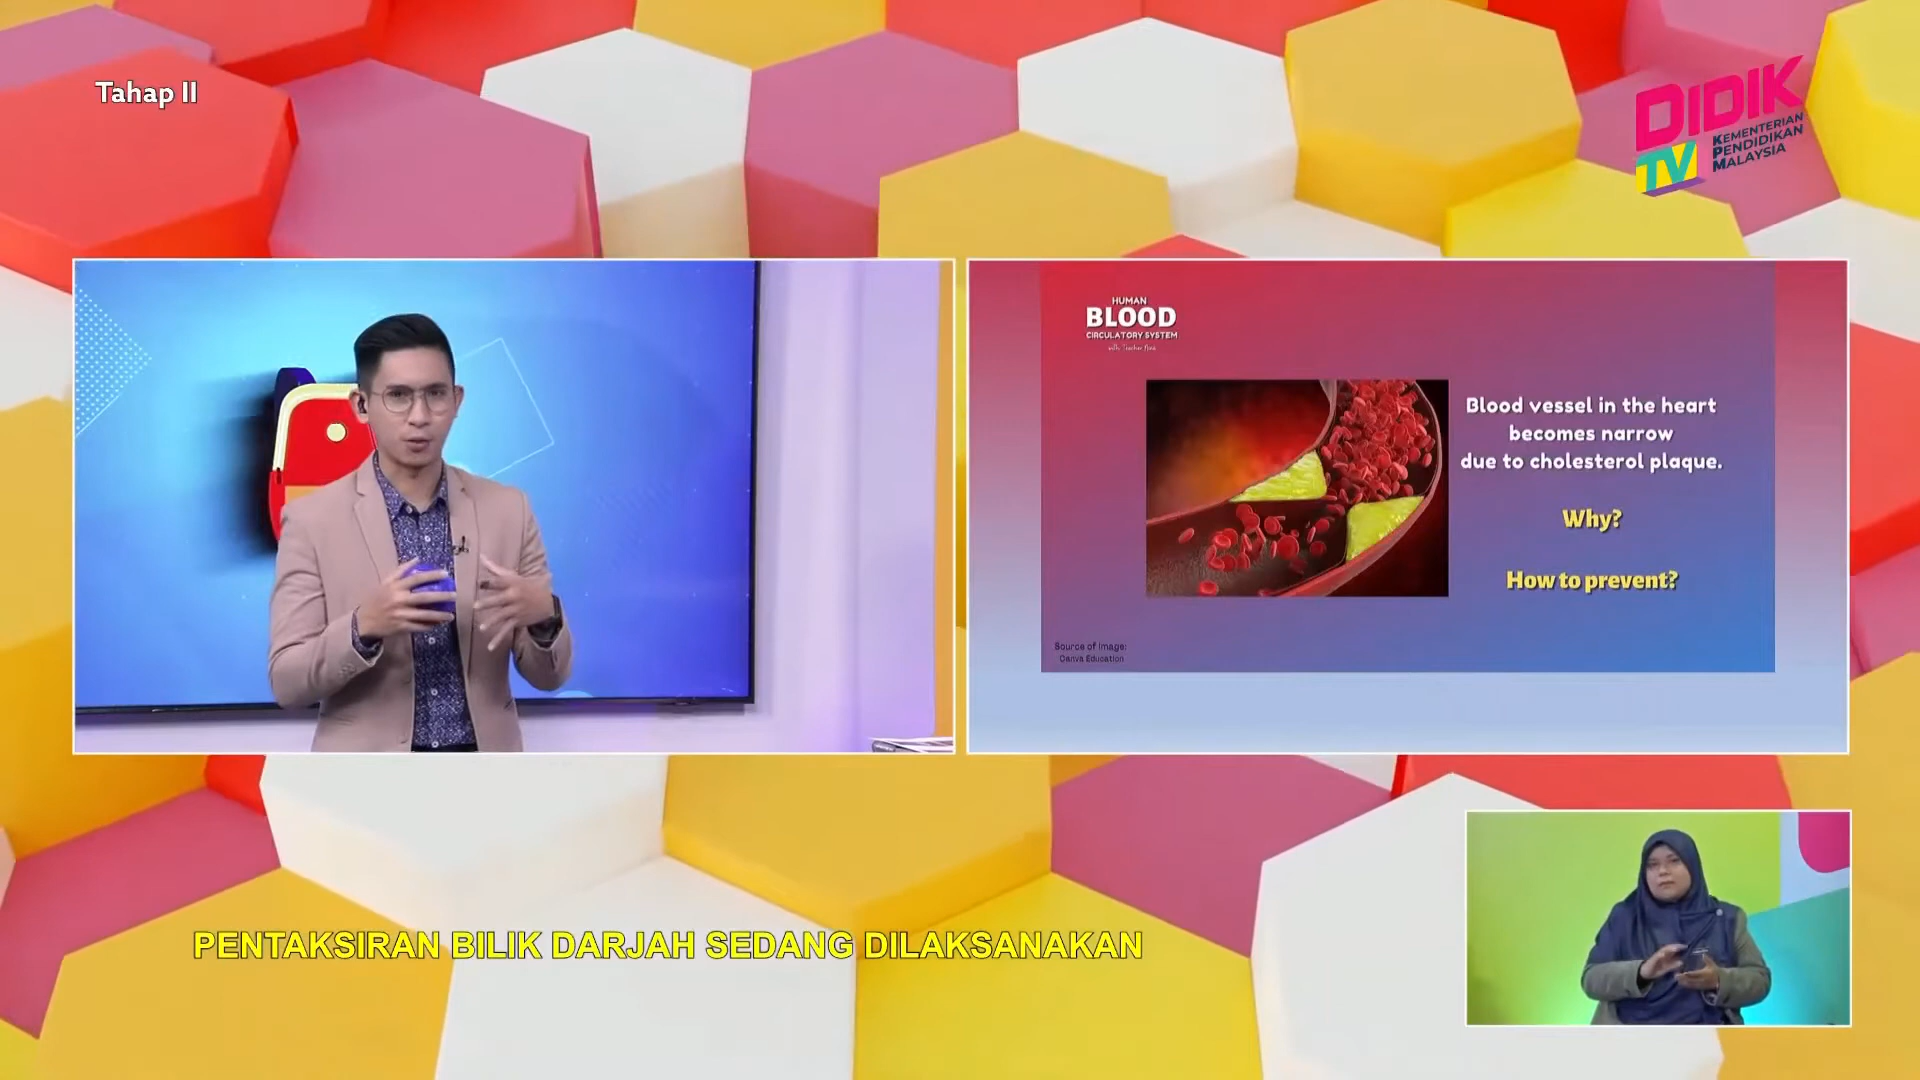 Tahap II
DIDIK
TV
KEMENTERIAN
PENDIDIKAN
MALAYSIA
HUMAN
BLOOD
CIRCULATORY SYSTEM
Blood vessel in the heart
becomes narrow
due to cholesterol plaque.
Why?
How to prevent?
Source of Image:
Canva Education
PENTAKSIRAN BILIK DARJAH SEDANG DILAKSANAKAN